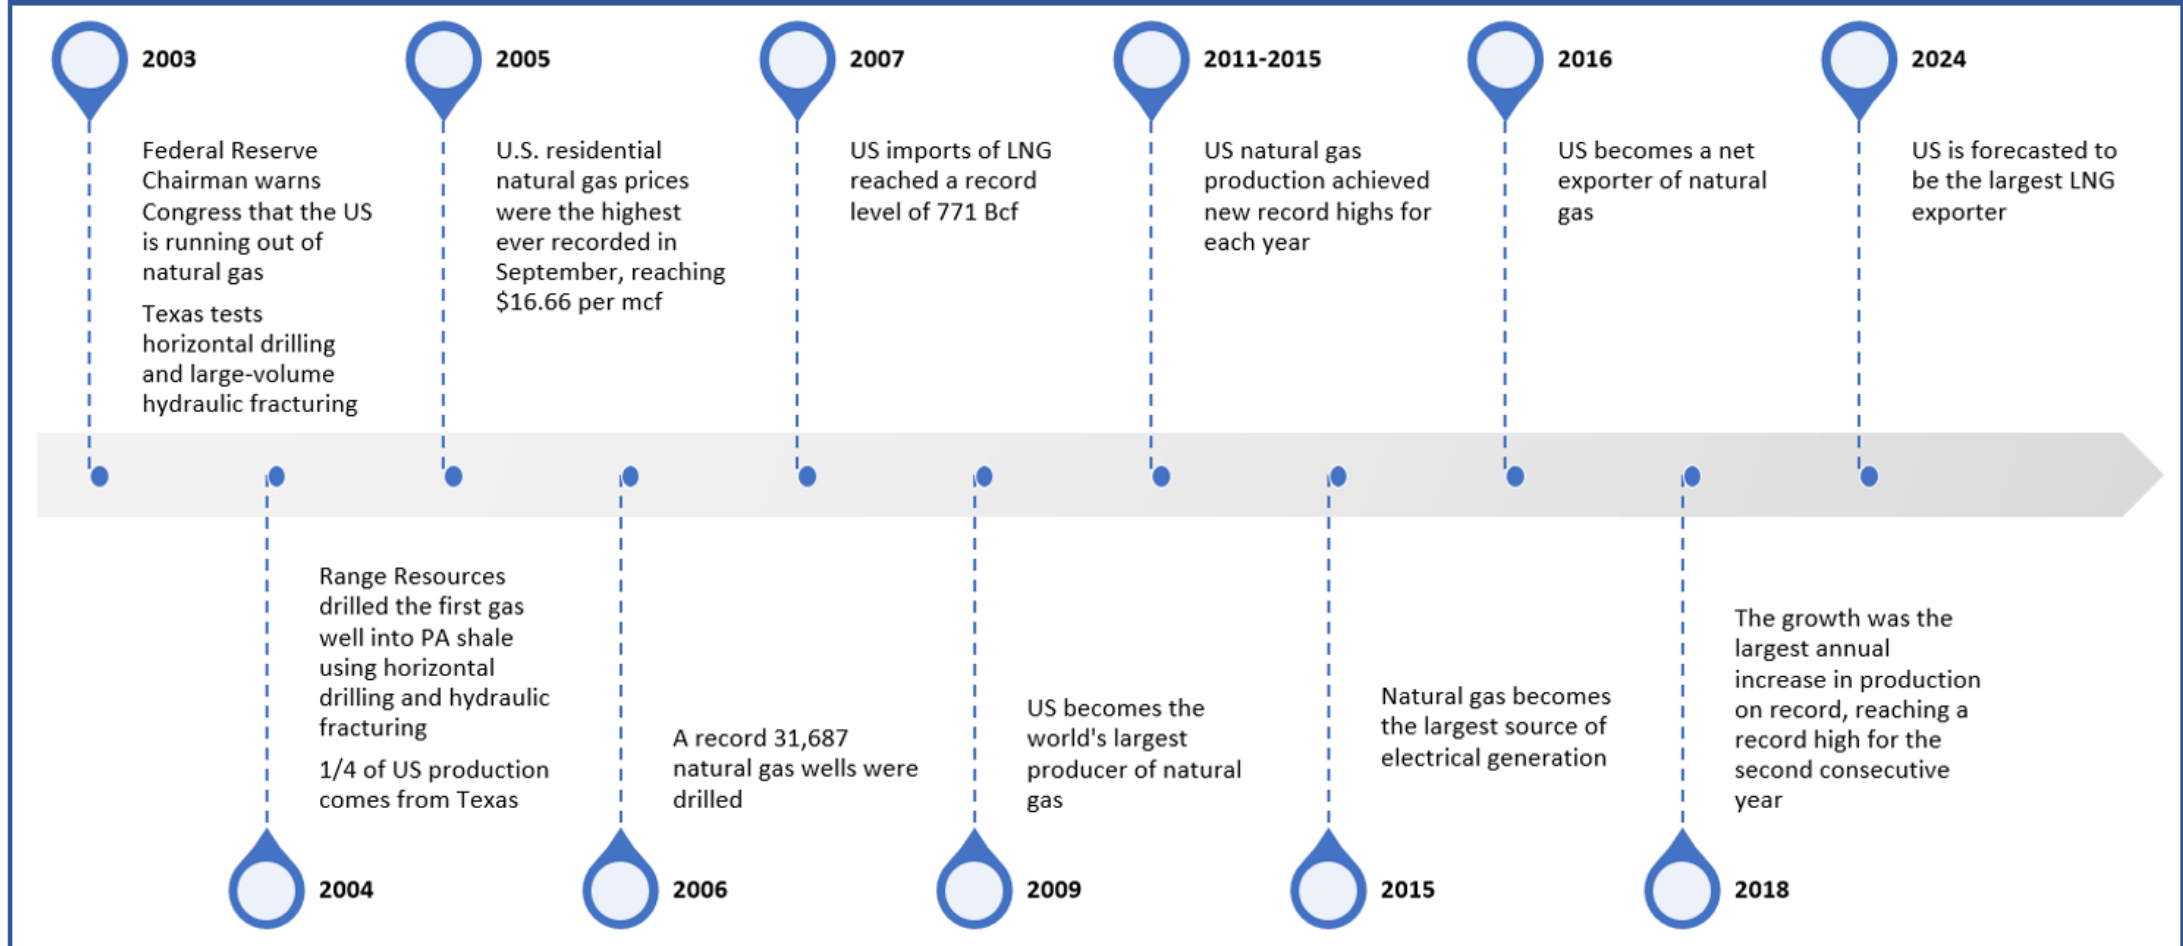 2003
Federal Reserve
Chairman warns
Congress that the US
is running out of
natural gas
Texas tests
horizontal drilling
and large-volume
hydraulic fracturing
2005
U.S. residential
natural gas prices
were the highest
ever recorded in
September, reaching
$16.66 per mcf
2007
US imports of LNG
reached a record
level of 771 Bcf
2011-2015
US natural gas
production achieved
new record highs for
each year
2016
US becomes a net
exporter of natural
gas
2024
US is forecasted to
be the largest LNG
exporter
Range Resources
drilled the first gas
well into PA shale
using horizontal
drilling and hydraulic
fracturing
1/4 of US production
comes from Texas
2004
A record 31,687
natural gas wells were
drilled
2006
US becomes the
world's largest
producer of natural
gas
2009
Natural gas becomes
the largest source of
electrical generation
2015
The growth was the
largest annual
increase in production
on record, reaching a
record high for the
second consecutive
year
2018